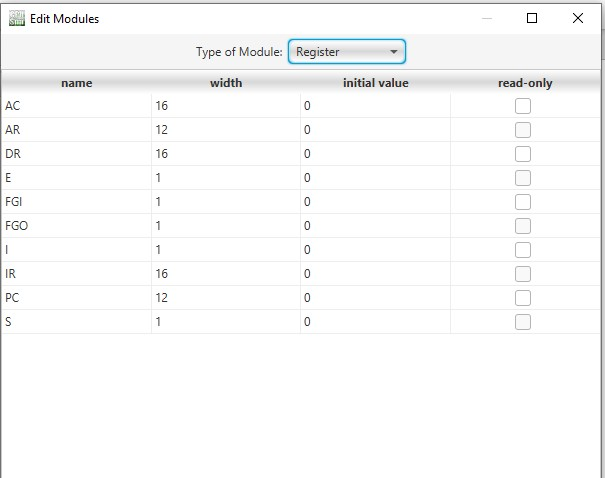 Edit Modules
Type of Module: Register
name width initial value read-only
AC 16 0
AR 12 0
DR 16 0
E 1 0
FGI 1 0
FGO 1 0
I 1 0
IR 16 0
PC 12 0
S 1 0